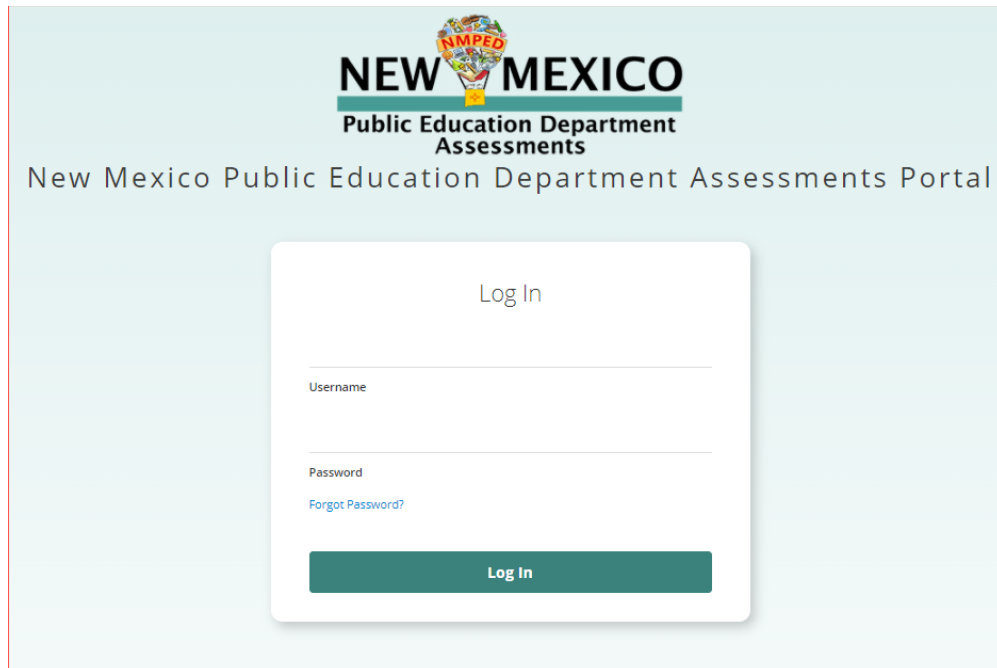 NMPED
NEW MEXICO
Public Education Department
Assessments
New Mexico Public Education Department Assessments Portal
Log In
Username
Password
Forgot Password?
Log In